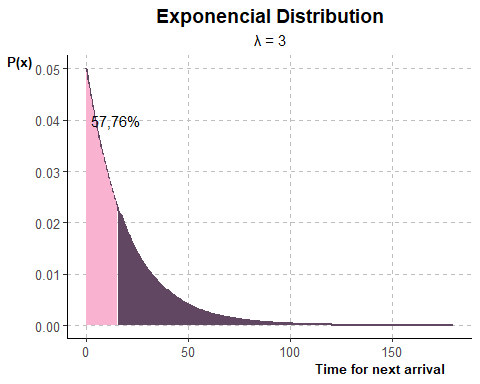 Exponencial Distribution
λ = 3
P(x)
0.05
0.04
0.03
0.02
0.01
0.00
57,76%
0
50
100
150
Time for next arrival